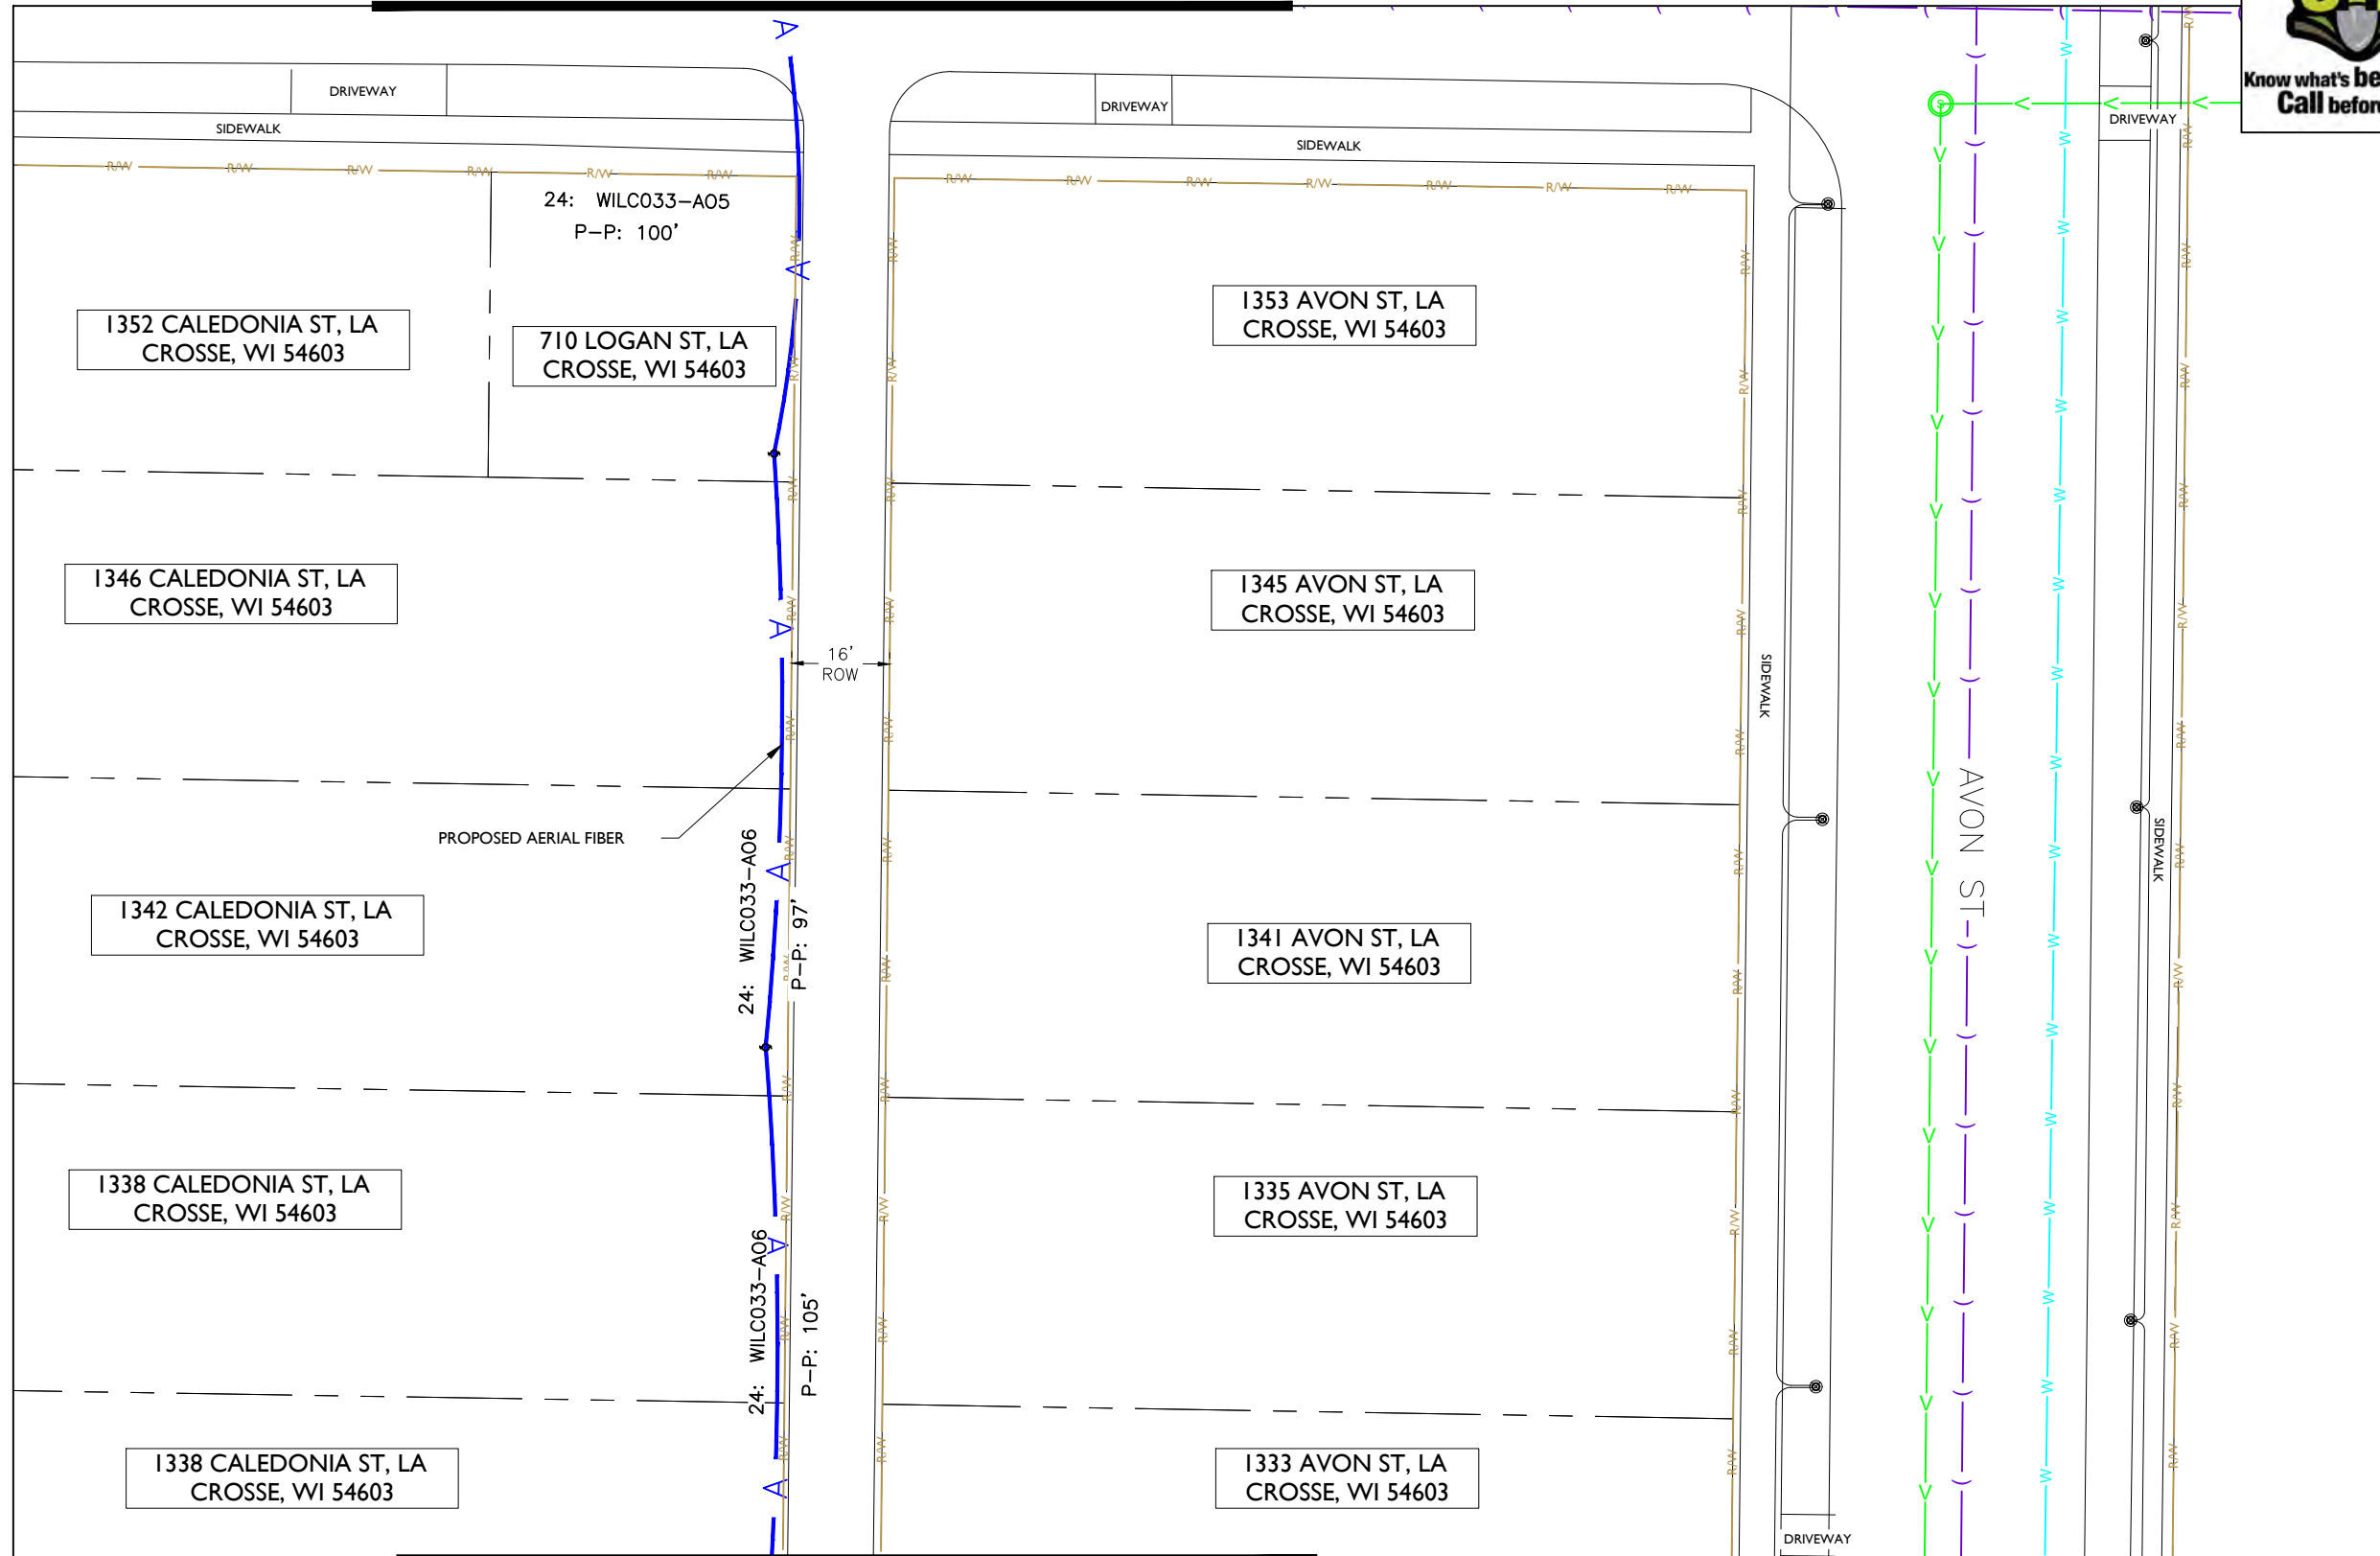 A
DRIVEWAY
SIDEWALK
DRIVEWAY
SIDEWALK
DRIVEWAY
Know what's
Call
R/W
24: WILC033-A05
P-P: 100'
1352 CALEDONIA ST, LA
CROSSE, WI 54603
710 LOGAN ST, LA
CROSSE, WI 54603
1353 AVON ST, LA
CROSSE, WI 54603
1346 CALEDONIA ST, LA
CROSSE, WI 54603
1345 AVON ST, LA
CROSSE, WI 54603
16'
ROW
SIDEWALK
PROPOSED AERIAL FIBER
24: WILC033-A06
P-P: 97'
AVON ST
SIDEWALK
1342 CALEDONIA ST, LA
CROSSE, WI 54603
1341 AVON ST, LA
CROSSE, WI 54603
1338 CALEDONIA ST, LA
CROSSE, WI 54603
1335 AVON ST, LA
CROSSE, WI 54603
24: WILC033-A06
P-P: 105'
1338 CALEDONIA ST, LA
CROSSE, WI 54603
1333 AVON ST, LA
CROSSE, WI 54603
DRIVEWAY